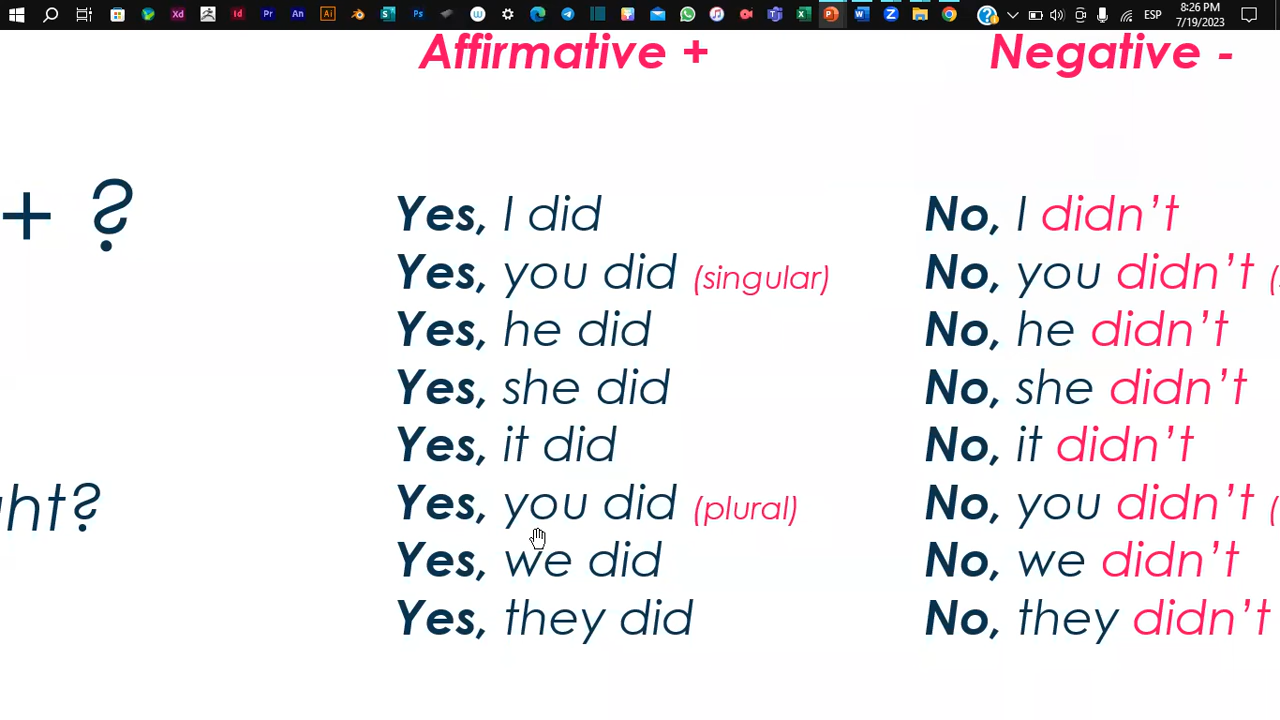 8:26 PM
ESP
7/19/2023
Affirmative + Negative -
+ ?
Yes, I did No, I didn't
Yes, you did (singular) No, you didn't (
Yes, he did No, he didn't
Yes, she did No, she didn't
Yes, it did No, it didn't
ht?
Yes, you did (plural) No, you didn't (
Yes, we did No, we didn't
Yes, they did No, they didn't